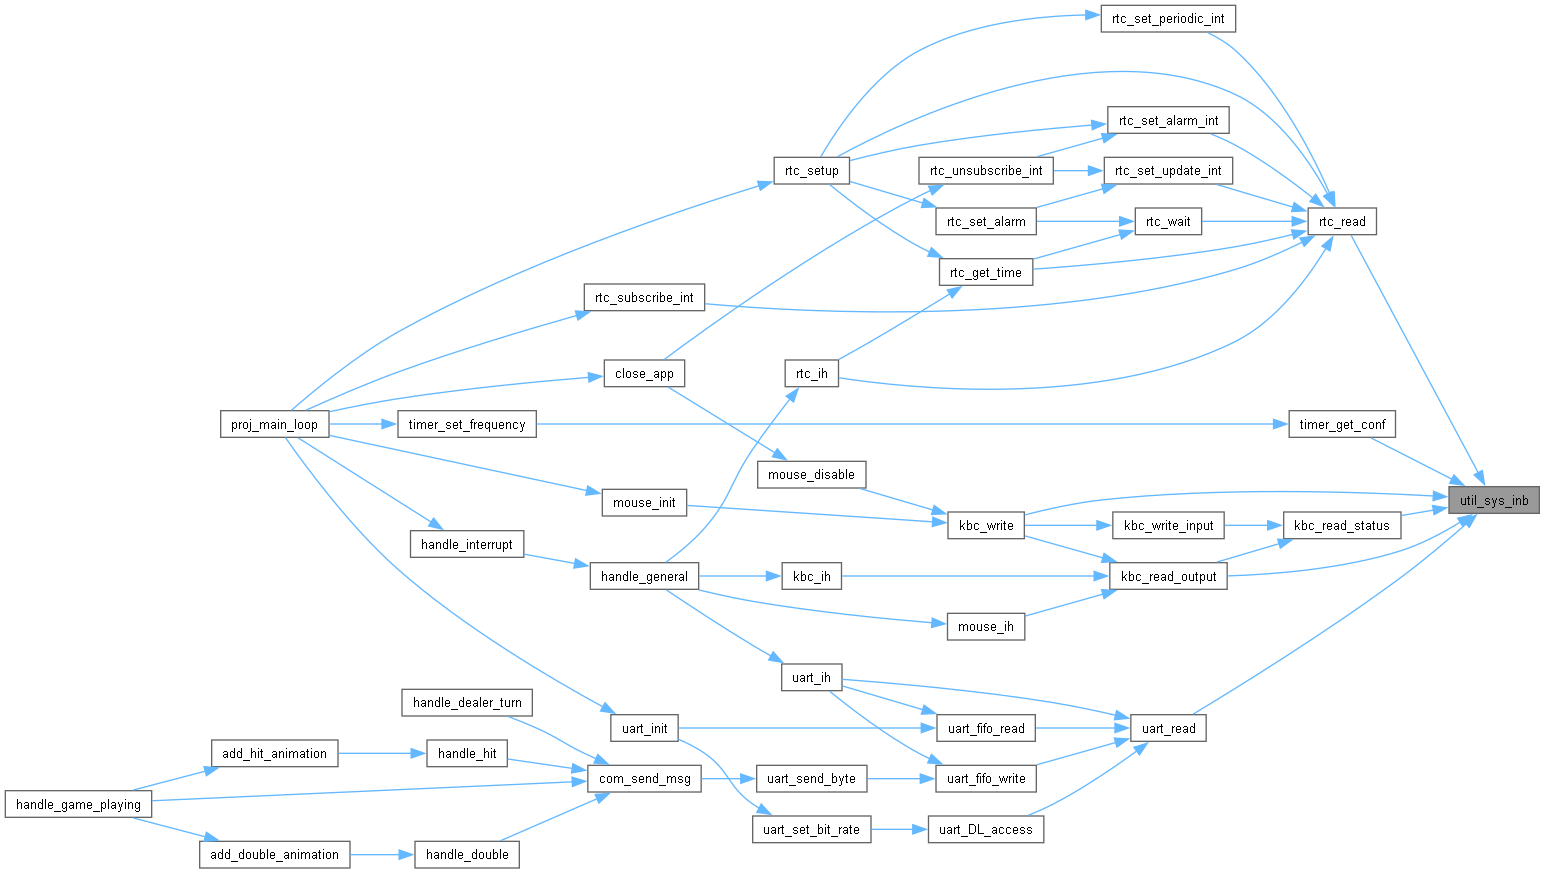 rtc_set_periodic_int
rtc_set_alarm_int
rtc_setup
rtc_unsubscribe_int
rtc_set_update_int
rtc_set_alarm
rtc_wait
rtc_read
rtc_get_time
rtc_subscribe_int
close_app
rtc_ih
proj_main_loop
timer_set_frequency
timer_get_conf
mouse_disable
mouse_init
util_sys_inb
kbc_write
kbc_write_input
kbc_read_status
handle_interrupt
handle_general
kbc_ih
kbc_read_output
mouse_ih
uart_ih
handle_dealer_turn
uart_init
uart_fifo_read
uart_read
add_hit_animation
handle_hit
com_send_msg
uart_send_byte
uart_fifo_write
handle_game_playing
uart_set_bit_rate
uart_DL_access
add_double_animation
handle_double